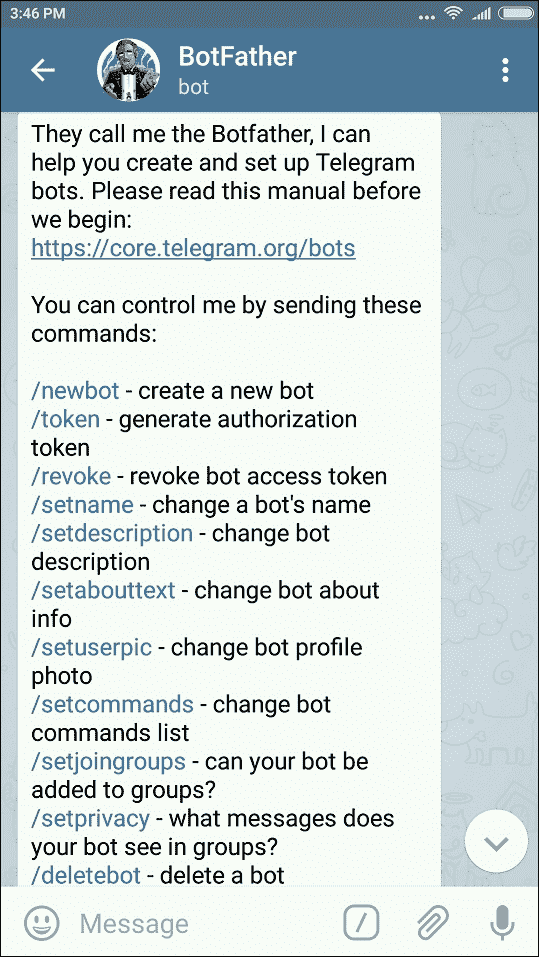 3:46 PM
BotFather
bot
They call me the Botfather, I can
help you create and set up Telegram
bots. Please read this manual before
we begin:
https://core.telegram.org/bots
You can control me by sending these
commands:
/newbot - create a new bot
/token - generate authorization
token
/revoke - revoke bot access token
/setname - change a bot's name
/setdescription - change bot
description
/setabouttext - change bot about
info
/setuserpic - change bot profile
photo
/setcommands - change bot
commands list
/setjoingroups - can your bot be
added to groups?
/setprivacy - what messages does
your bot see in groups?
/deletebot - delete a bot
Message